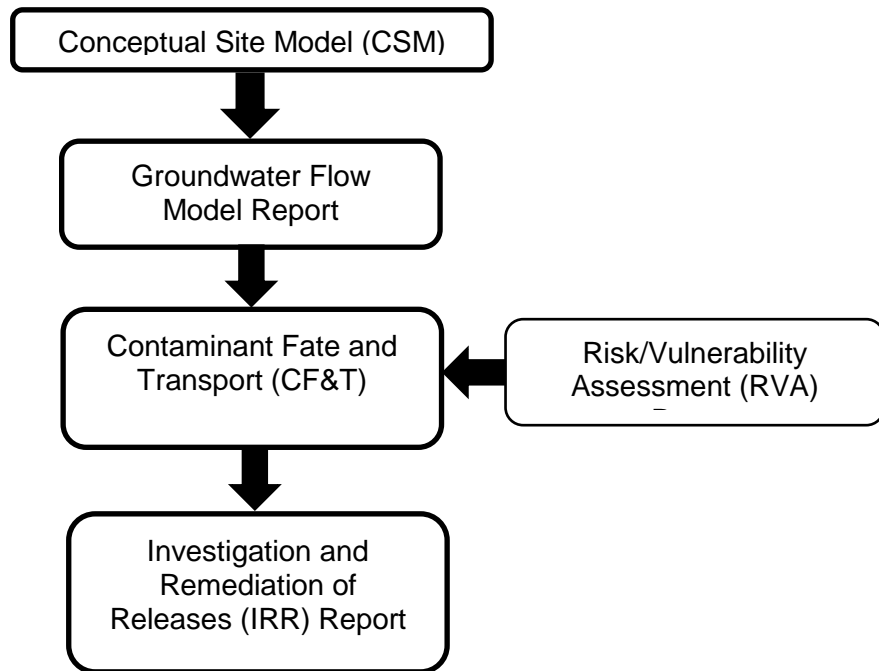 Conceptual Site Model (CSM)
Groundwater Flow
Model Report
Contaminant Fate and
Transport (CF&T)
Risk/Vulnerability
Assessment (RVA)
Investigation and
Remediation of
Releases (IRR) Report